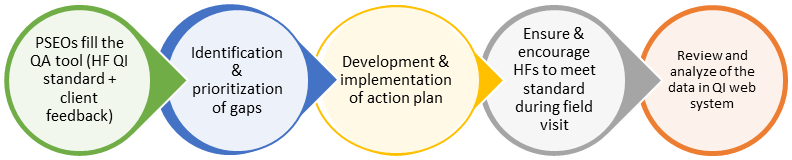 PSEOs fill the
QA tool (HF QI
standard +
client
feedback)
Identification
&
prioritization
of gaps
Development &
implementation
of action plan
Ensure &
encourage
HFs to meet
standard
during field
visit
Review and
analyze of the
data in QI web
system